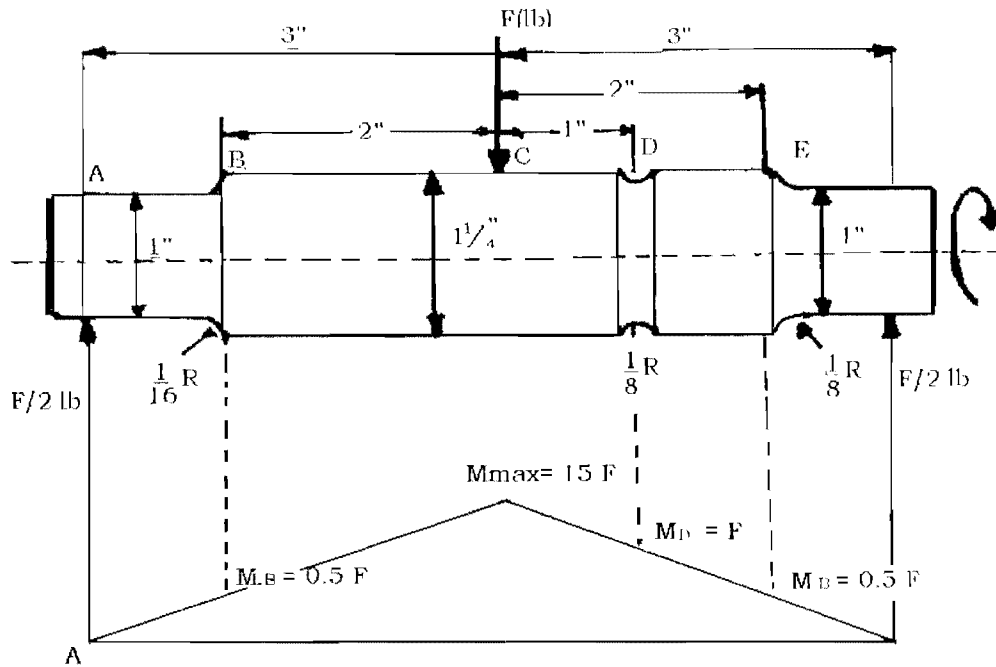 F(lb)
3"
3"
2"
2"
1"
A
B
C
D
E
1"
1 1/4"
1"
1/16 R
1/8 R
1/8 R
F/2 lb
F/2 lb
Mmax= 15 F
MD = F
M.B = 0.5 F
MB = 0.5 F
A